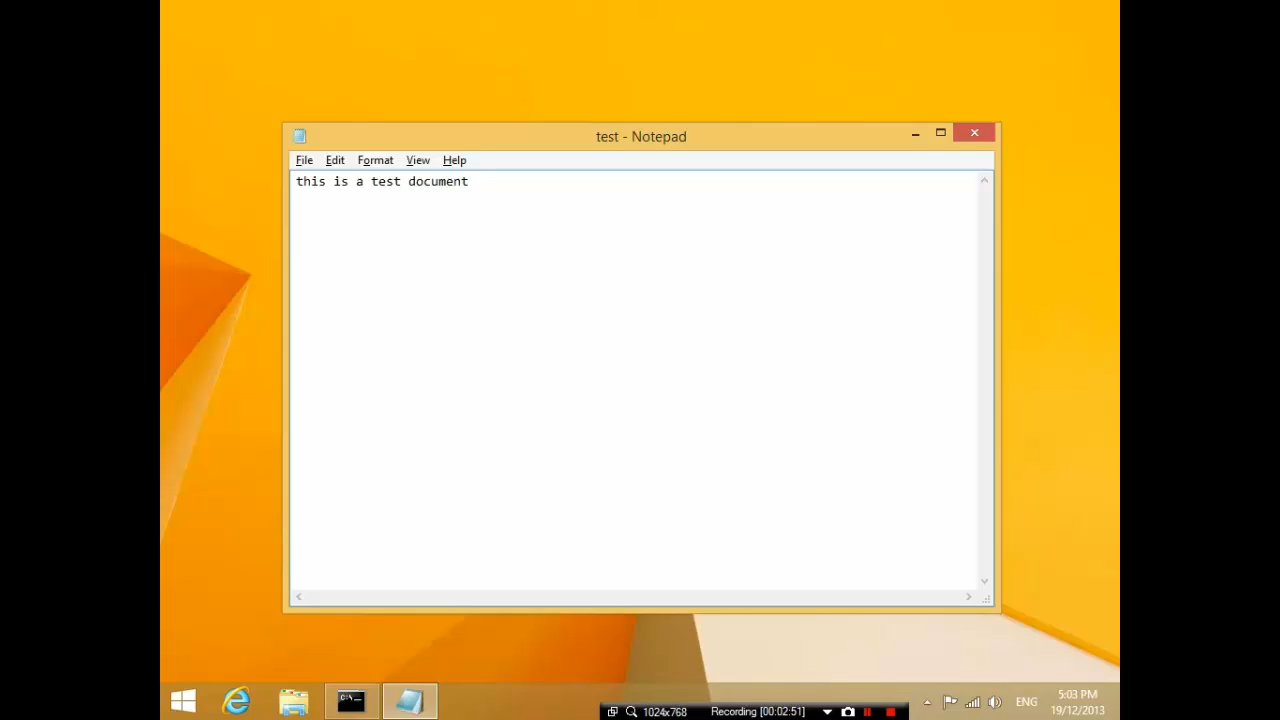 test - Notepad
File Edit Format View Help
this is a test document
C:\.
1024x768 Recording [00:02:51]
ENG
5:03 PM
19/12/2013